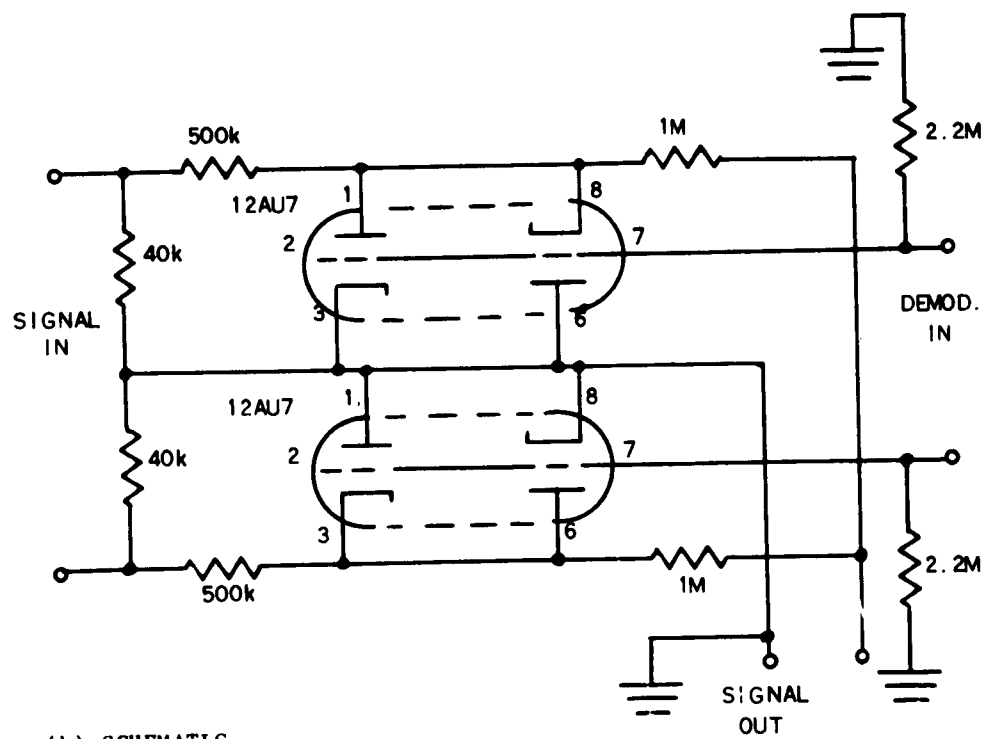 500k
1M
2.2M
12AU7
1
8
2
7
40k
3
6
SIGNAL
IN
DEMOD.
IN
12AU7
1
8
2
7
40k
3
6
500k
1M
2.2M
SIGNAL
OUT